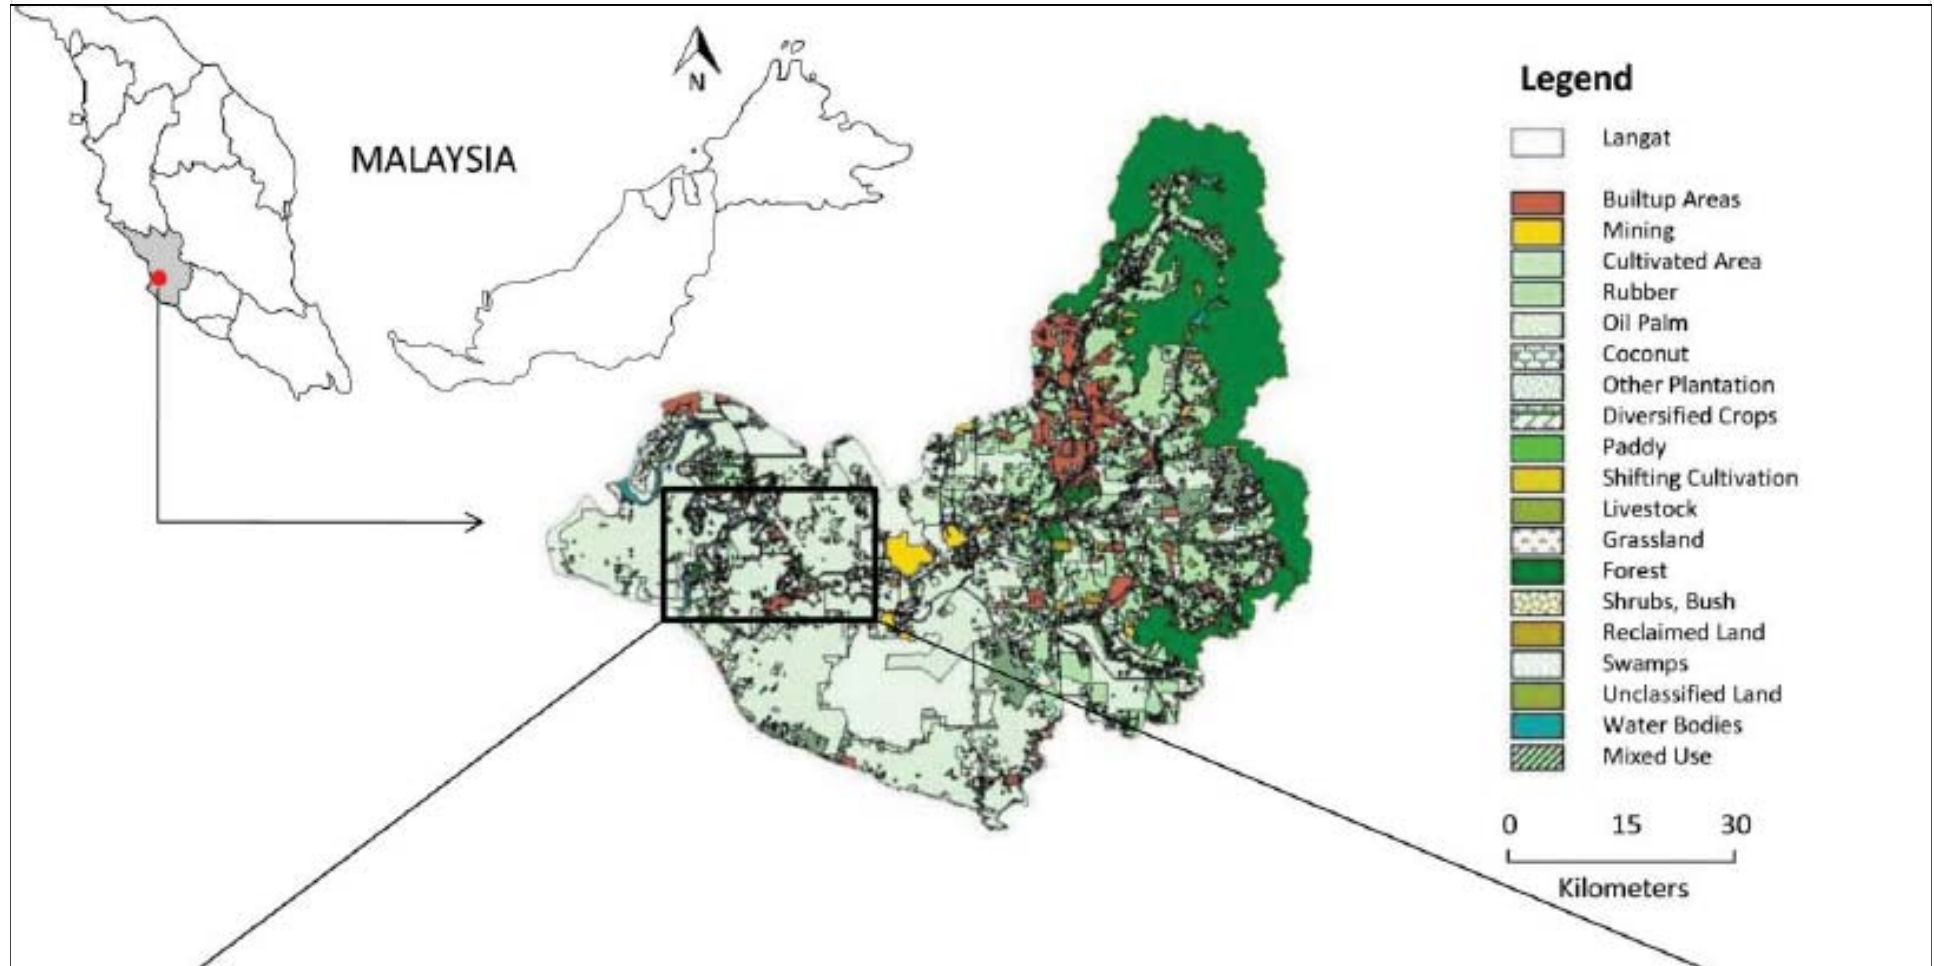 N
MALAYSIA
Legend
Langat
Builtup Areas
Mining
Cultivated Area
Rubber
Oil Palm
Coconut
Other Plantation
Diversified Crops
Paddy
Shifting Cultivation
Livestock
Grassland
Forest
Shrubs, Bush
Reclaimed Land
Swamps
Unclassified Land
Water Bodies
Mixed Use
0 15 30
Kilometers